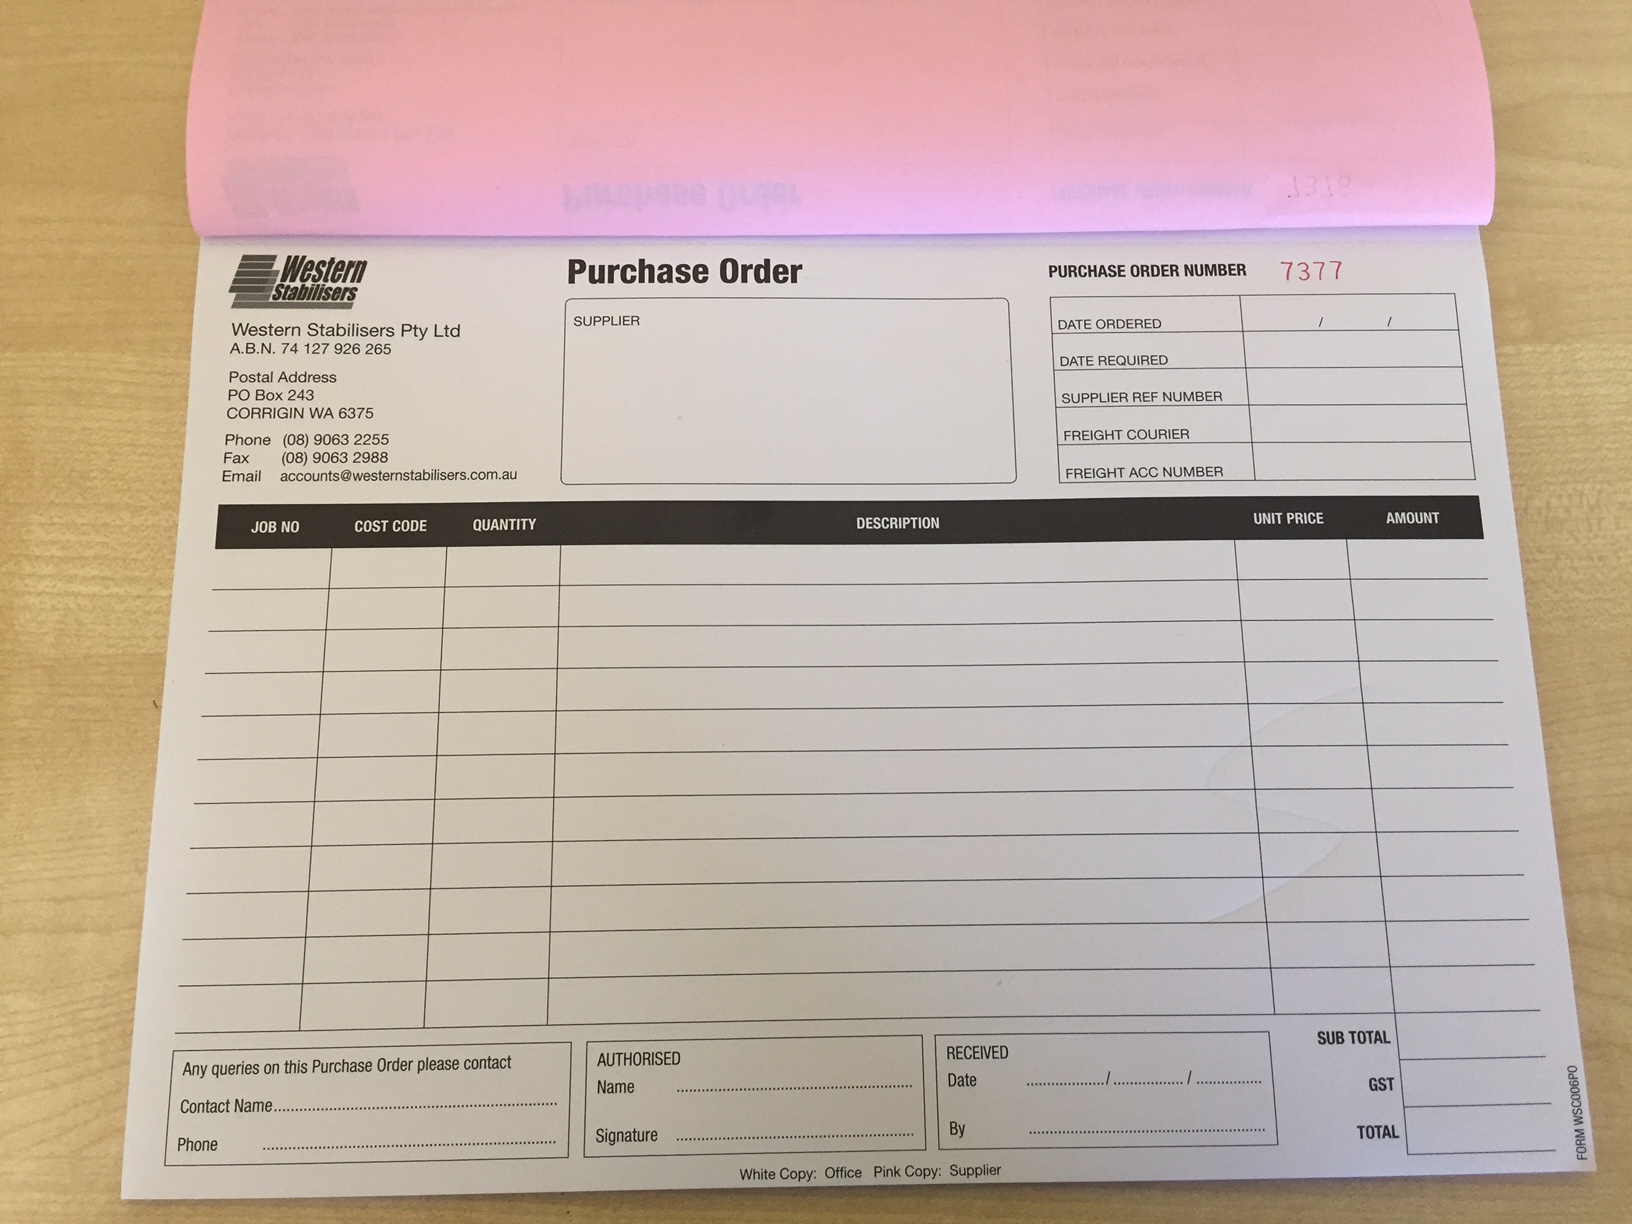 Western
Stabilisers
Western Stabilisers Pty Ltd
A.B.N. 74 127 926 265
Postal Address
PO Box 243
CORRIGIN WA 6375
Phone (08) 9063 2255
Fax (08) 9063 2988
Email accounts@westernstabilisers.com.au
Purchase Order
SUPPLIER
PURCHASE ORDER NUMBER 7377
DATE ORDERED / /
DATE REQUIRED
SUPPLIER REF NUMBER
FREIGHT COURIER
FREIGHT ACC NUMBER
JOB NO COST CODE QUANTITY DESCRIPTION UNIT PRICE AMOUNT
Any queries on this Purchase Order please contact
Contact Name
Phone
AUTHORISED
Name
Signature
RECEIVED
Date / /
By
SUB TOTAL
GST
TOTAL
FORM WSC006PO
White Copy: Office Pink Copy: Supplier